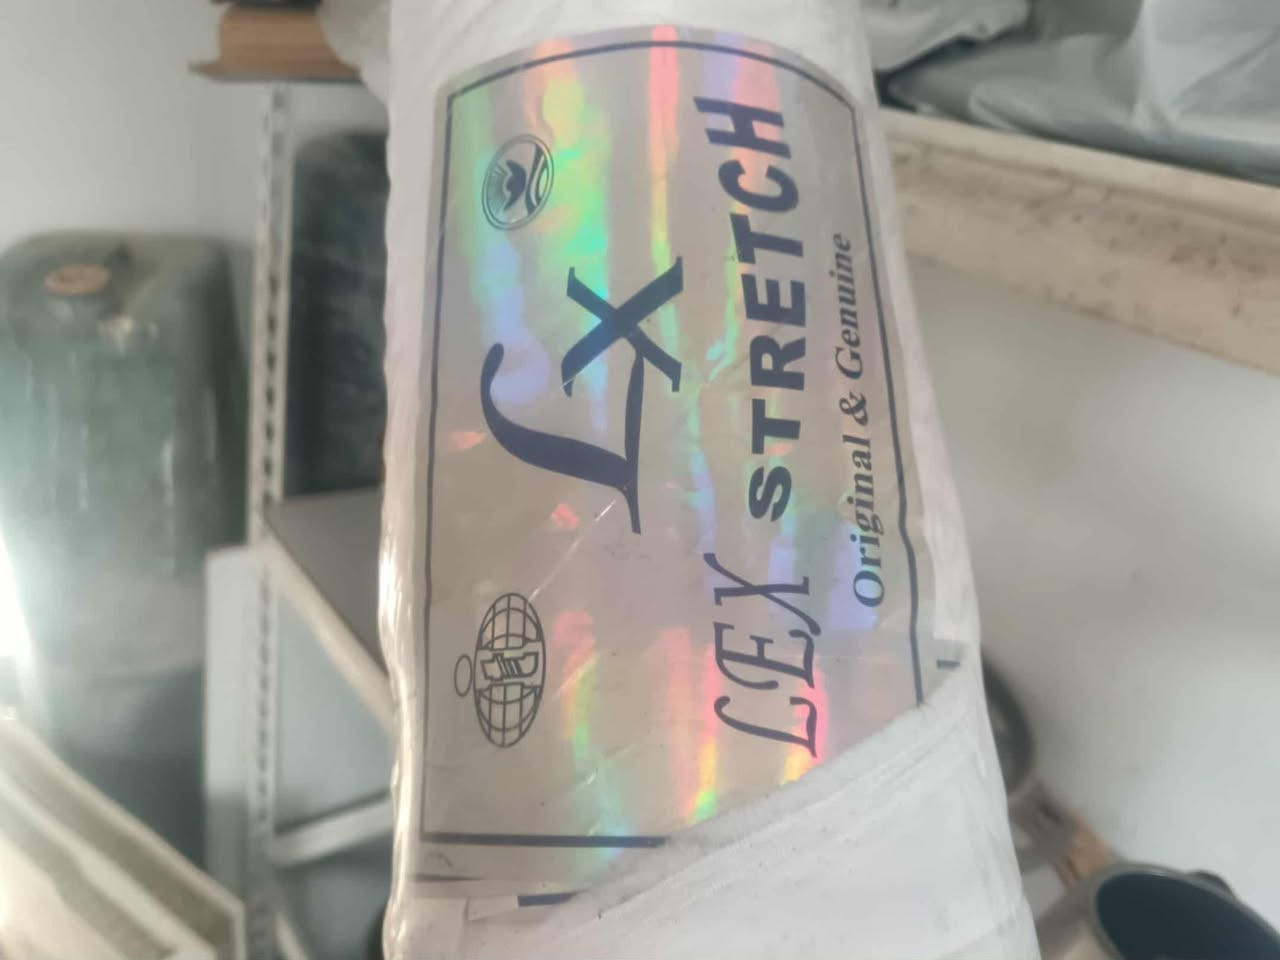 Lx
LEX STRETCH
Original & Genuine